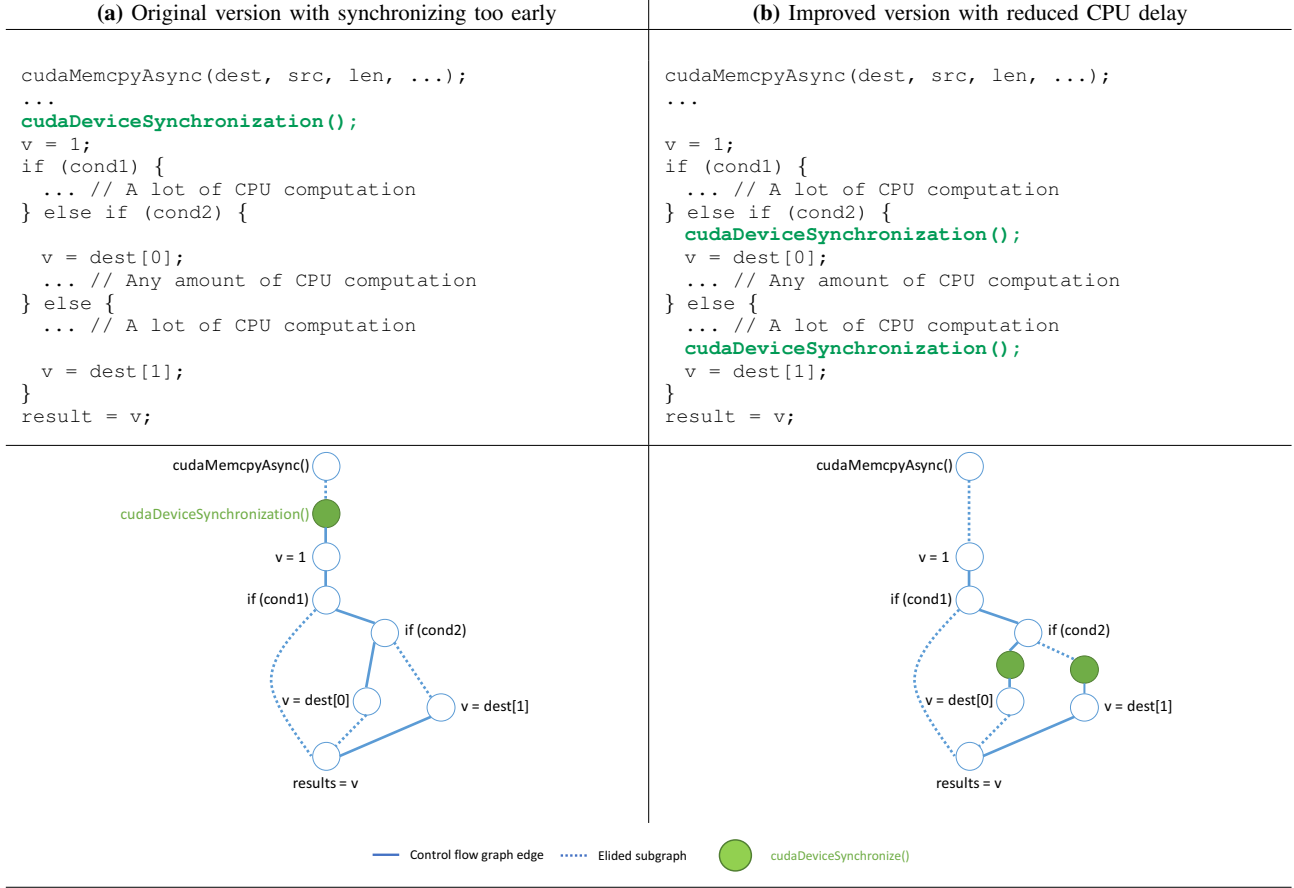 (a) Original version with synchronizing too early
cudaMemcpyAsync(dest, src, len, ...);
...
cudaDeviceSynchronization();
v = 1;
if (cond1) {
... // A lot of CPU computation
} else if (cond2) {
v = dest[0];
... // Any amount of CPU computation
} else {
... // A lot of CPU computation
v = dest[1];
}
result = v;
(b) Improved version with reduced CPU delay
cudaMemcpyAsync(dest, src, len, ...);
...
v = 1;
if (cond1) {
... // A lot of CPU computation
} else if (cond2) {
cudaDeviceSynchronization();
v = dest[0];
... // Any amount of CPU computation
} else {
... // A lot of CPU computation
cudaDeviceSynchronization();
v = dest[1];
}
result = v;
cudaMemcpyAsync()
cudaDeviceSynchronization()
v = 1
if (cond1)
if (cond2)
v = dest[0]
v = dest[1]
results = v
cudaMemcpyAsync()
v = 1
if (cond1)
if (cond2)
v = dest[0]
v = dest[1]
results = v
Control flow graph edge
Elided subgraph
cudaDeviceSynchronize()